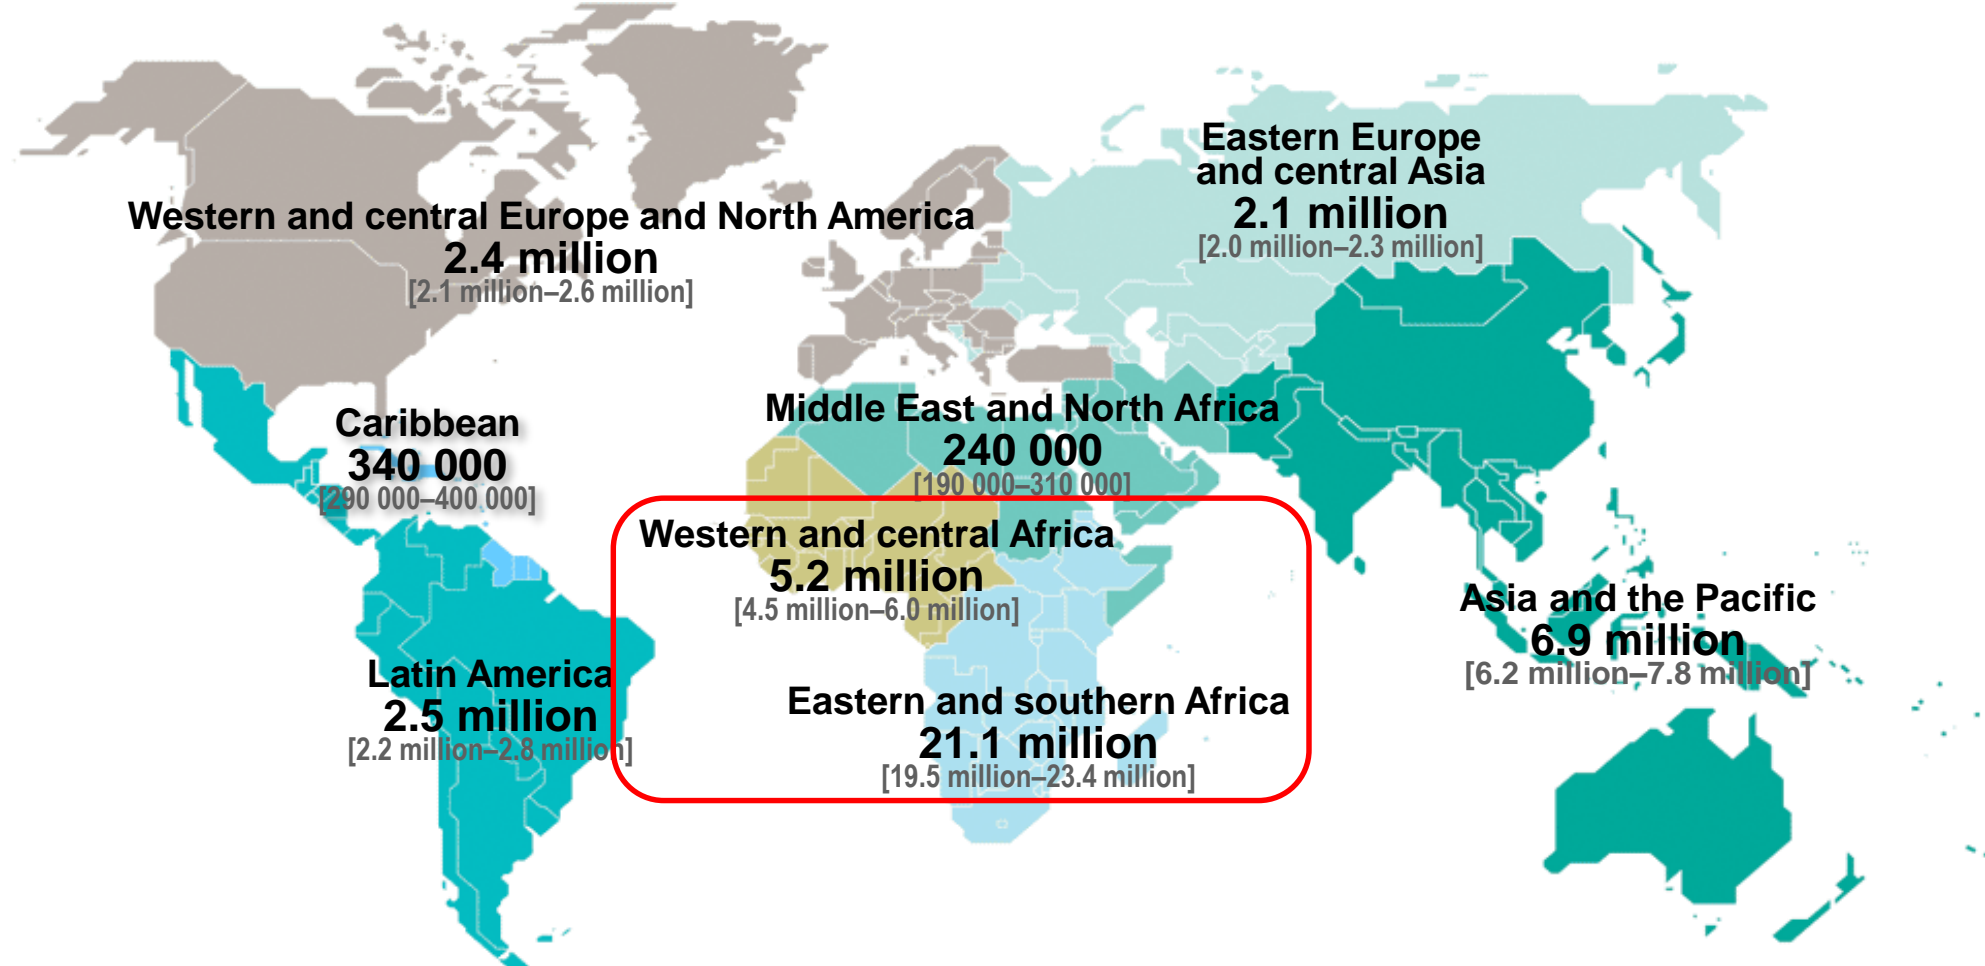 Eastern Europe
and central Asia
2.1 million
[2.0 million–2.3 million]
Western and central Europe and North America
2.4 million
[2.1 million–2.6 million]
Middle East and North Africa
240 000
[190 000–310 000]
Caribbean
340 000
[290 000–400 000]
Western and central Africa
5.2 million
[4.5 million–6.0 million]
Asia and the Pacific
6.9 million
[6.2 million–7.8 million]
Latin America
2.5 million
[2.2 million–2.8 million]
Eastern and southern Africa
21.1 million
[19.5 million–23.4 million]